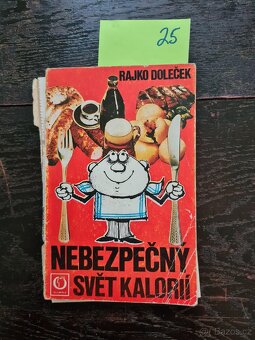 25
RAJKO DOLEČEK
NEBEZPEČNÝ
SVĚT KALORIÍ